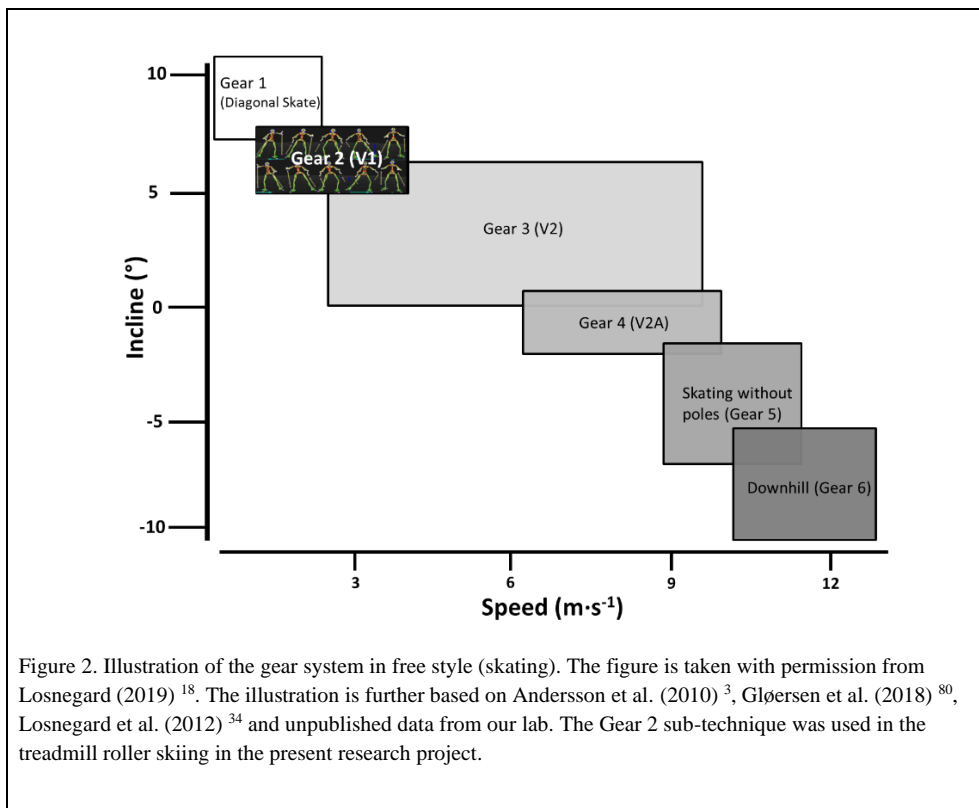 10
Gear 1
(Diagonal Skate)
Gear 2 (V1)
5
Gear 3 (V2)
Incline (°)
0
Gear 4 (V2A)
Skating without
poles (Gear 5)
-5
Downhill (Gear 6)
-10
3
6
9
12
Speed (m·s-1)
Figure 2. Illustration of the gear system in free style (skating). The figure is taken with permission from
Losnegard (2019) 18. The illustration is further based on Andersson et al. (2010) 3, Gløersen et al. (2018) 80,
Losnegard et al. (2012) 34 and unpublished data from our lab. The Gear 2 sub-technique was used in the
treadmill roller skiing in the present research project.